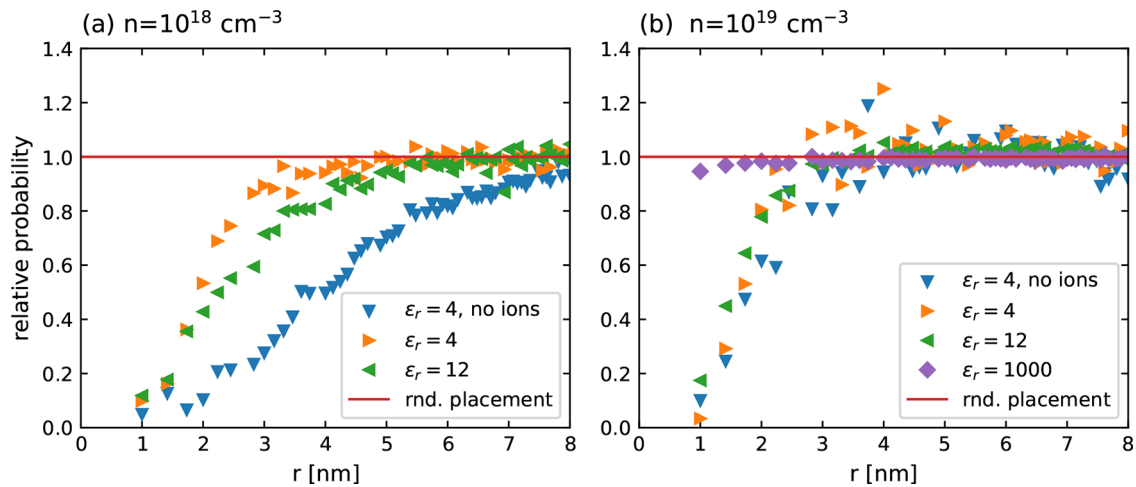 (a) n=10¹⁸ cm⁻³
relative probability
1.4
1.2
1.0
0.8
0.6
0.4
0.2
0.0
0 1 2 3 4 5 6 7 8
r [nm]
εᵣ = 4, no ions
εᵣ = 4
εᵣ = 12
rnd. placement
(b) n=10¹⁹ cm⁻³
1.4
1.2
1.0
0.8
0.6
0.4
0.2
0.0
0 1 2 3 4 5 6 7 8
r [nm]
εᵣ = 4, no ions
εᵣ = 4
εᵣ = 12
εᵣ = 1000
rnd. placement